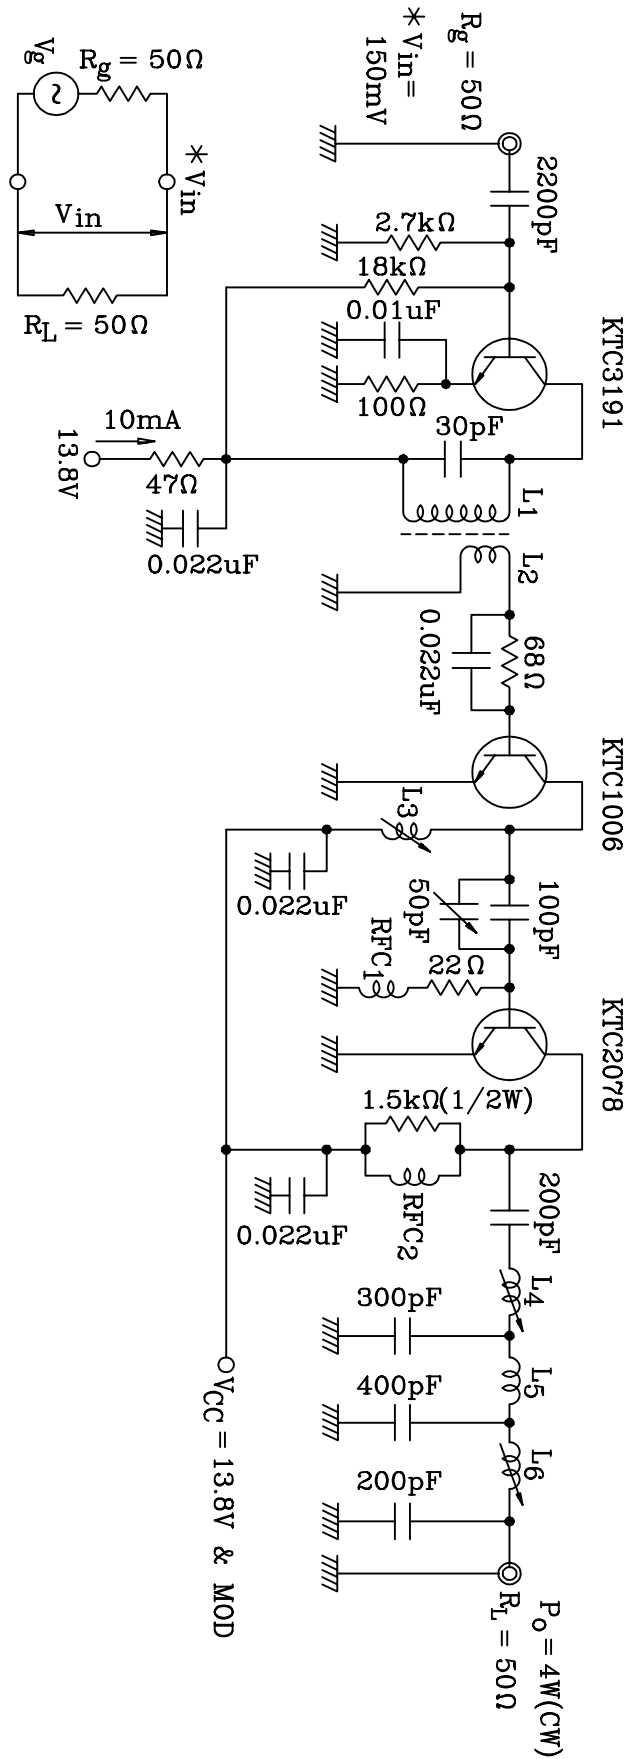 Rg = 50Ω
* Vin=
150mV
2200pF
2.7kΩ
18kΩ
0.01uF
100Ω
KTC3191
30pF
10mA
13.8V
47Ω
0.022uF
L1
L2
0.022uF
68Ω
KTC1006
L3
0.022uF
50pF
100pF
RFC1
22Ω
KTC2078
1.5kΩ(1/2W)
RFC2
0.022uF
200pF
L4
300pF
L5
400pF
L6
200pF
VCC = 13.8V & MOD
Po = 4W(CW)
RL = 50Ω
Vg
~
Rg = 50Ω
* Vin
Vin
RL = 50Ω